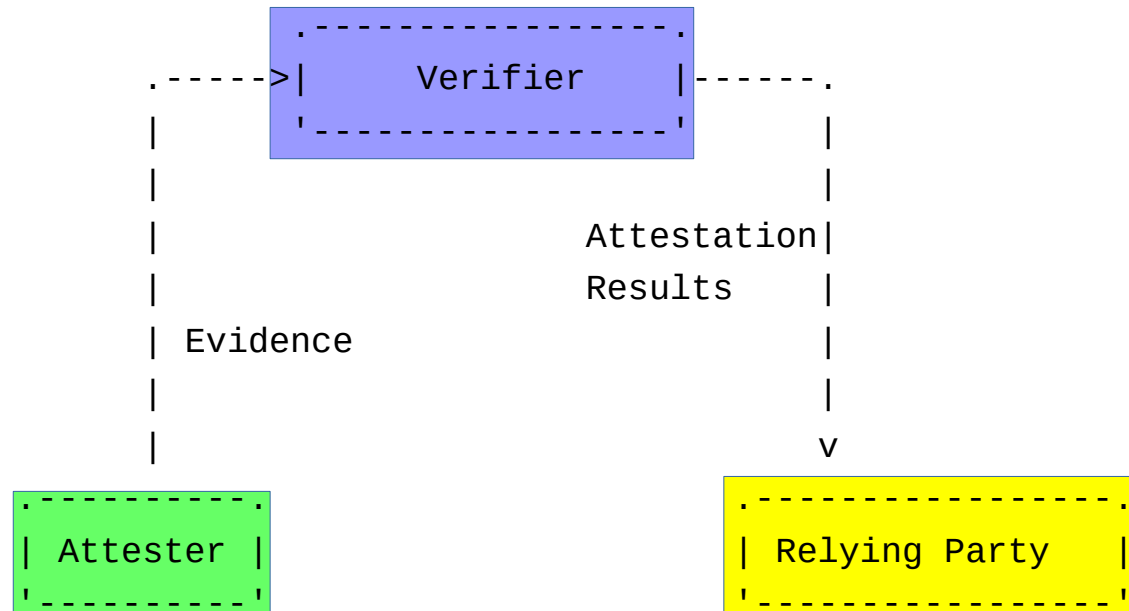 .-----------------.
.----->|     Verifier    |------.
|      '-----------------'      |
|                               |
|                    Attestation|
|                    Results    |
| Evidence                      |
|                               |
|                               v
.----------.                      .-----------------.
| Attester |                      | Relying Party   |
'----------'                      '-----------------'